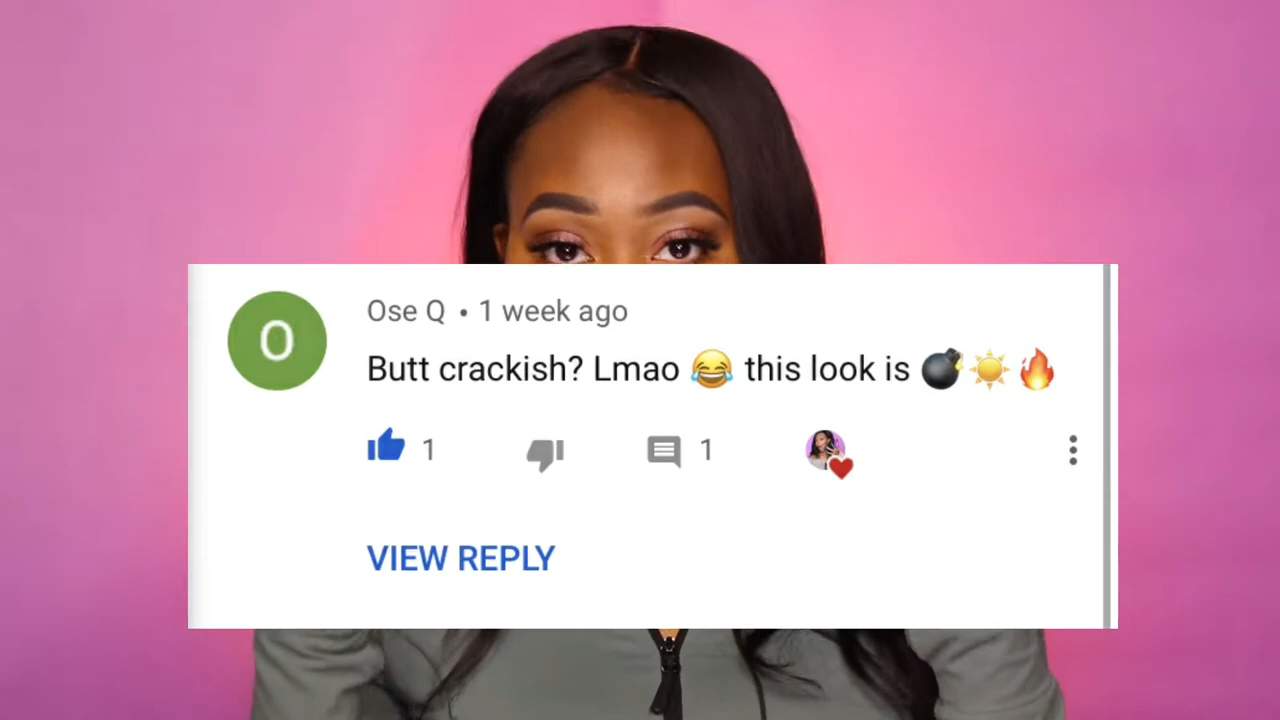 O
Ose Q • 1 week ago
Butt crackish? Lmao 😂 this look is 💣☀️🔥
1
1
VIEW REPLY